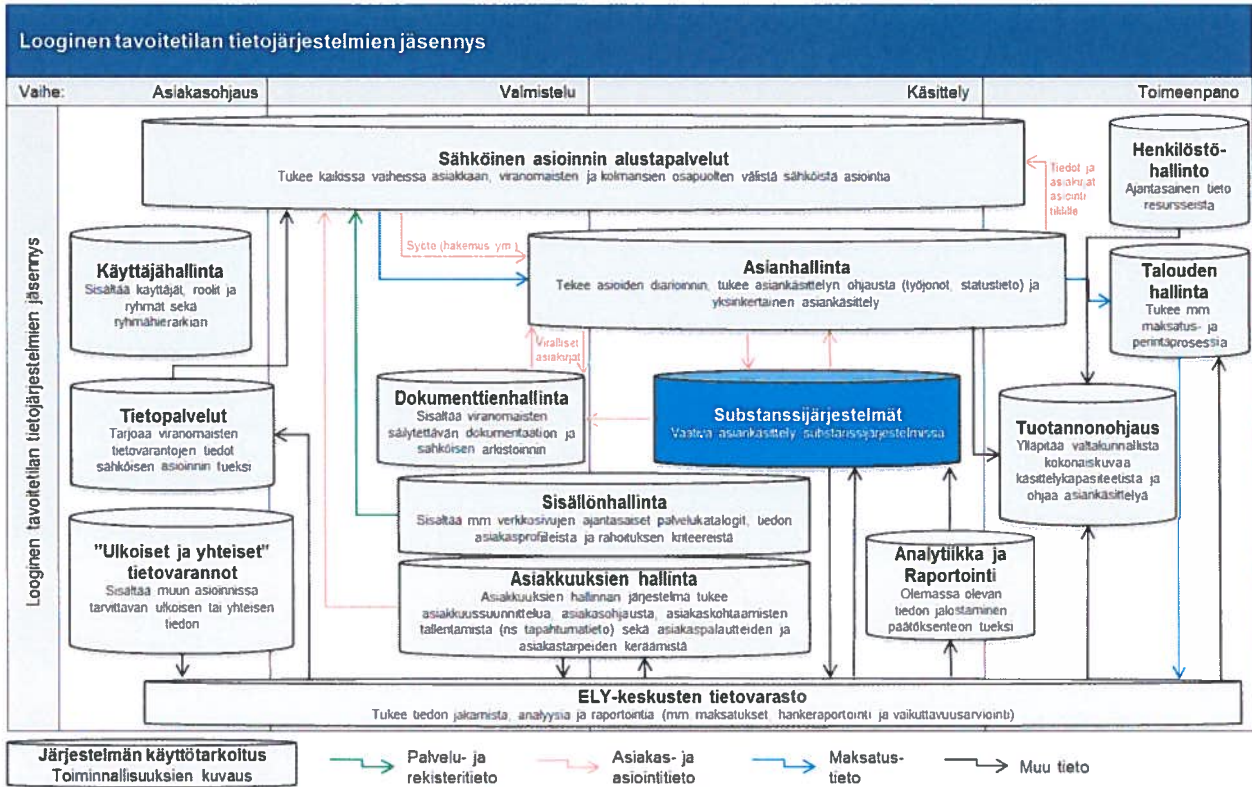 Looginen tavoitetilan tietojärjestelmien jäsennys
Vaihe:
Asiakasohjaus
Valmistelu
Käsittely
Toimeenpano
Looginen tavoitetilan tietojärjestelmien jäsennys
Sähköinen asioinnin alustapalvelut
Tukee kaikissa vaiheissa asiakkaan, viranomaisten ja kolmansien osapuolten välistä sähköistä asiointia
Tiedot ja
asiakirjat
asiointi
tilille
Henkilöstö-
hallinto
Ajantasainen tieto
resursseista
Käyttäjähallinta
Sisältää käyttäjät, roolit ja
ryhmät sekä
ryhmähierarkian
Syöte (hakemus ym )
Asianhallinta
Tekee asioiden diarioinnin, tukee asiankäsittelyn ohjausta (työjonot, statustieto) ja
yksinkertainen asiankäsittely
Talouden
hallinta
Tukee mm
maksatus- ja
perintäprosessia
Viralliset
asiakirjat
Tietopalvelut
Tarjoaa viranomaisten
tietovarantojen tiedot
sähköisen asioinnin tueksi
Dokumenttienhallinta
Sisältää viranomaisten
säilytettävän dokumentaation ja
sähköisen arkistoinnin
Substanssijärjestelmät
Vaativa asiankäsittely substanssijärjestelmissä
Tuotannonohjaus
Ylläpitää valtakunnallista
kokonaiskuvaa
käsittelykapasiteetista ja
ohjaa asiankäsittelyä
Sisällönhallinta
Sisältää mm verkkosivujen ajantasaiset palvelukatalogit, tiedon
asiakasprofiileista ja rahoituksen kriteereistä
"Ulkoiset ja yhteiset"
tietovarannot
Sisältää muun asioinnissa
tarvittavan ulkoisen tai yhteisen
tiedon
Asiakkuuksien hallinta
Asiakkuuksien hallinnan järjestelmä tukee
asiakkuussuunnittelua, asiakasohjausta, asiakaskohtaamisten
tallentamista (ns tapahtumatieto) sekä asiakaspalautteiden ja
asiakastarpeiden keräämistä
Analytiikka ja
Raportointi
Olemassa olevan
tiedon jalostaminen
päätöksenteon tueksi
ELY-keskusten tietovarasto
Tukee tiedon jakamista, analyysia ja raportointia (mm maksatukset, hankeraportointi ja vaikuttavuusarviointi)
Järjestelmän käyttötarkoitus
Toiminnallisuuksien kuvaus
Palvelu- ja
rekisteritieto
Asiakas- ja
asiointitieto
Maksatus-
tieto
Muu tieto